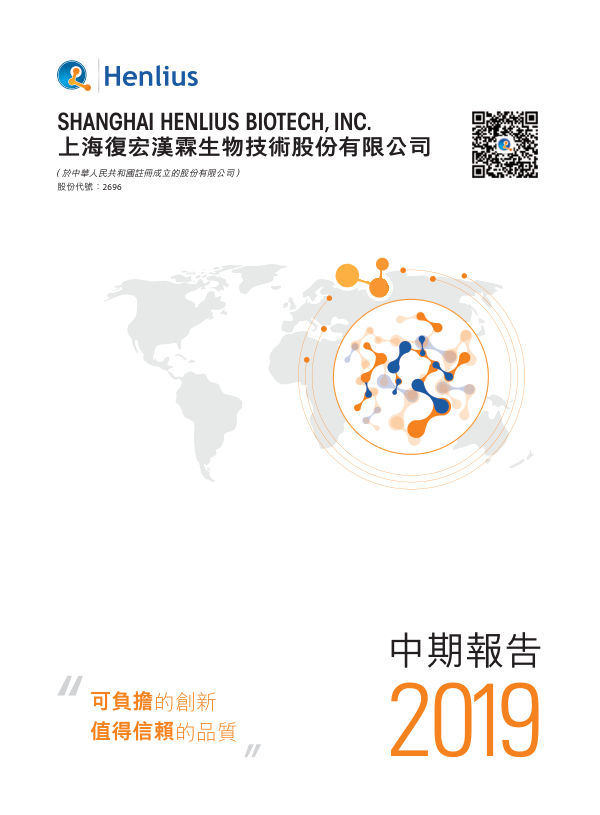 Henlius
SHANGHAI HENLIUS BIOTECH, INC.
上海復宏漢霖生物技術股份有限公司
（於中華人民共和國註冊成立的股份有限公司）
股份代號：2696
中期報告
2019
可負擔的創新
值得信賴的品質